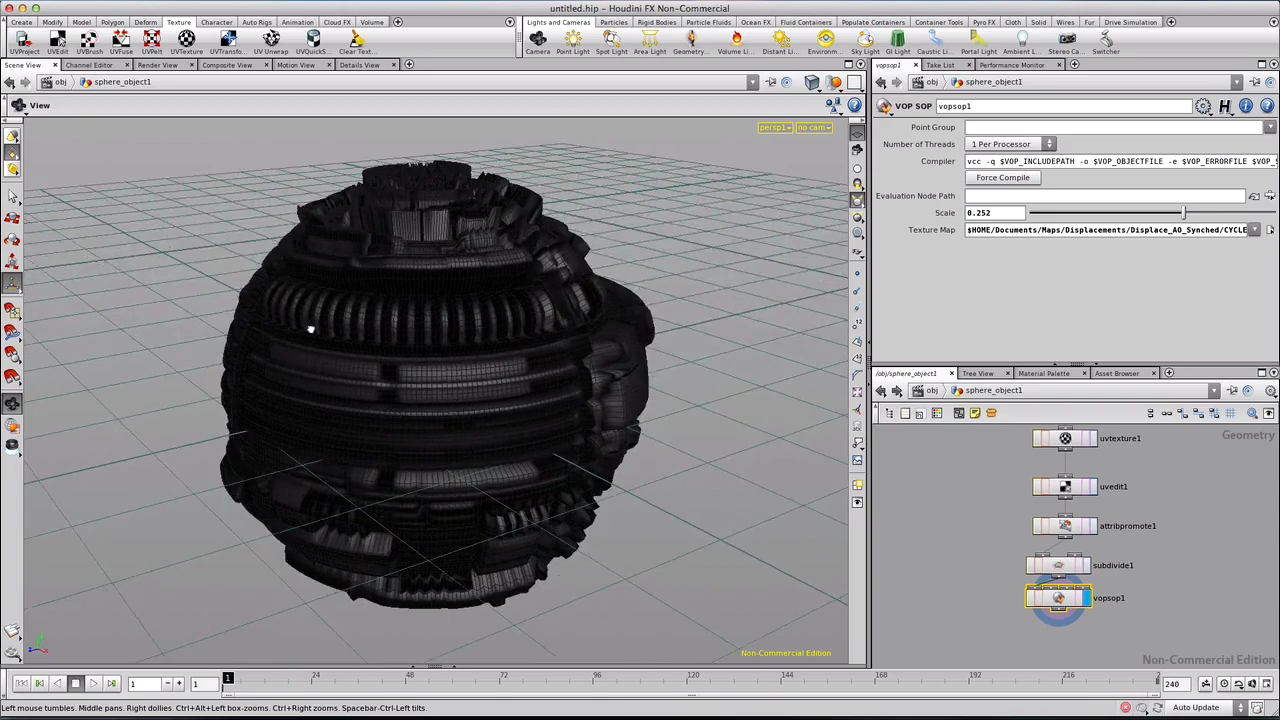 untitled.hip - Houdini FX Non-Commercial
Create Modify Model Polygon Deform Texture Character Auto Rigs Animation Cloud FX Volume
Lights and Cameras Particles Rigid Bodies Particle Fluids Ocean FX Fluid Containers Populate Containers Container Tools Pyro FX Cloth Solid Wires Fur Drive Simulation
UVProject UVEdit UVBrush UVFuse UVPelt UVTexture UVTransfo... UV Unwrap UVQuickS... Clear Text...
Camera Point Light Spot Light Area Light Geometry... Volume Li... Distant Li... Environme... Sky Light GI Light Caustic Li... Portal Light Ambient L... Stereo Ca... Switcher
Scene View Channel Editor Render View Composite View Motion View Details View
vopsop1 Take List Performance Monitor
obj sphere_object1
obj sphere_object1
View
VOP SOP vopsop1
persp1 no cam
Point Group
Number of Threads 1 Per Processor
Compiler vcc -q $VOP_INCLUDEPATH -o $VOP_OBJECTFILE -e $VOP_ERRORFILE $VOP_
Force Compile
Evaluation Node Path
Scale 0.252
Texture Map $HOME/Documents/Maps/Displacements/Displace_AO_Synched/CYCLE
/obj/sphere_object1 Tree View Material Palette Asset Browser
obj sphere_object1
Geometry
uvtexture1
uvedit1
attribpromote1
subdivide1
vopsop1
Non-Commercial Edition
Non-Commercial Edition
1 1 1 24 48 72 96 120 144 168 192 216 2 240
Left mouse tumbles. Middle pans. Right dollies. Ctrl+Alt+Left box-zooms. Ctrl+Right zooms. Spacebar-Ctrl-Left tilts.
Auto Update